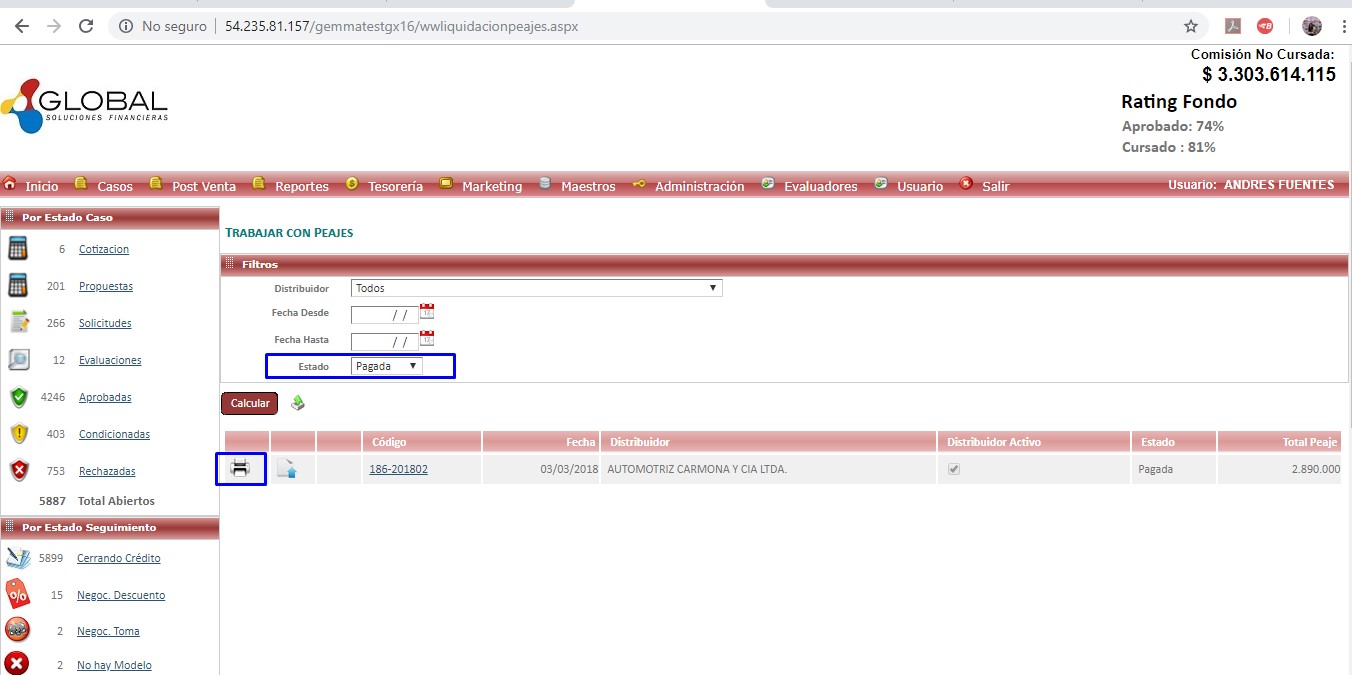 No seguro | 54.235.81.157/gemmatestgx16/wwliquidacionpeajes.aspx
Comisión No Cursada:
$ 3.303.614.115
GLOBAL
SOLUCIONES FINANCIERAS
Rating Fondo
Aprobado: 74%
Cursado : 81%
Inicio Casos Post Venta Reportes Tesorería Marketing Maestros Administración Evaluadores Usuario Salir Usuario: ANDRES FUENTES
Por Estado Caso
6 Cotizacion
201 Propuestas
266 Solicitudes
12 Evaluaciones
4246 Aprobadas
403 Condicionadas
753 Rechazadas
5887 Total Abiertos
Por Estado Seguimiento
5899 Cerrando Crédito
15 Negoc. Descuento
2 Negoc. Toma
2 No hay Modelo
TRABAJAR CON PEAJES
Filtros
Distribuidor Todos
Fecha Desde / /
Fecha Hasta / /
Estado Pagada
Calcular
Código Fecha Distribuidor Distribuidor Activo Estado Total Peaje
186-201802 03/03/2018 AUTOMOTRIZ CARMONA Y CIA LTDA. Pagada 2.890.000